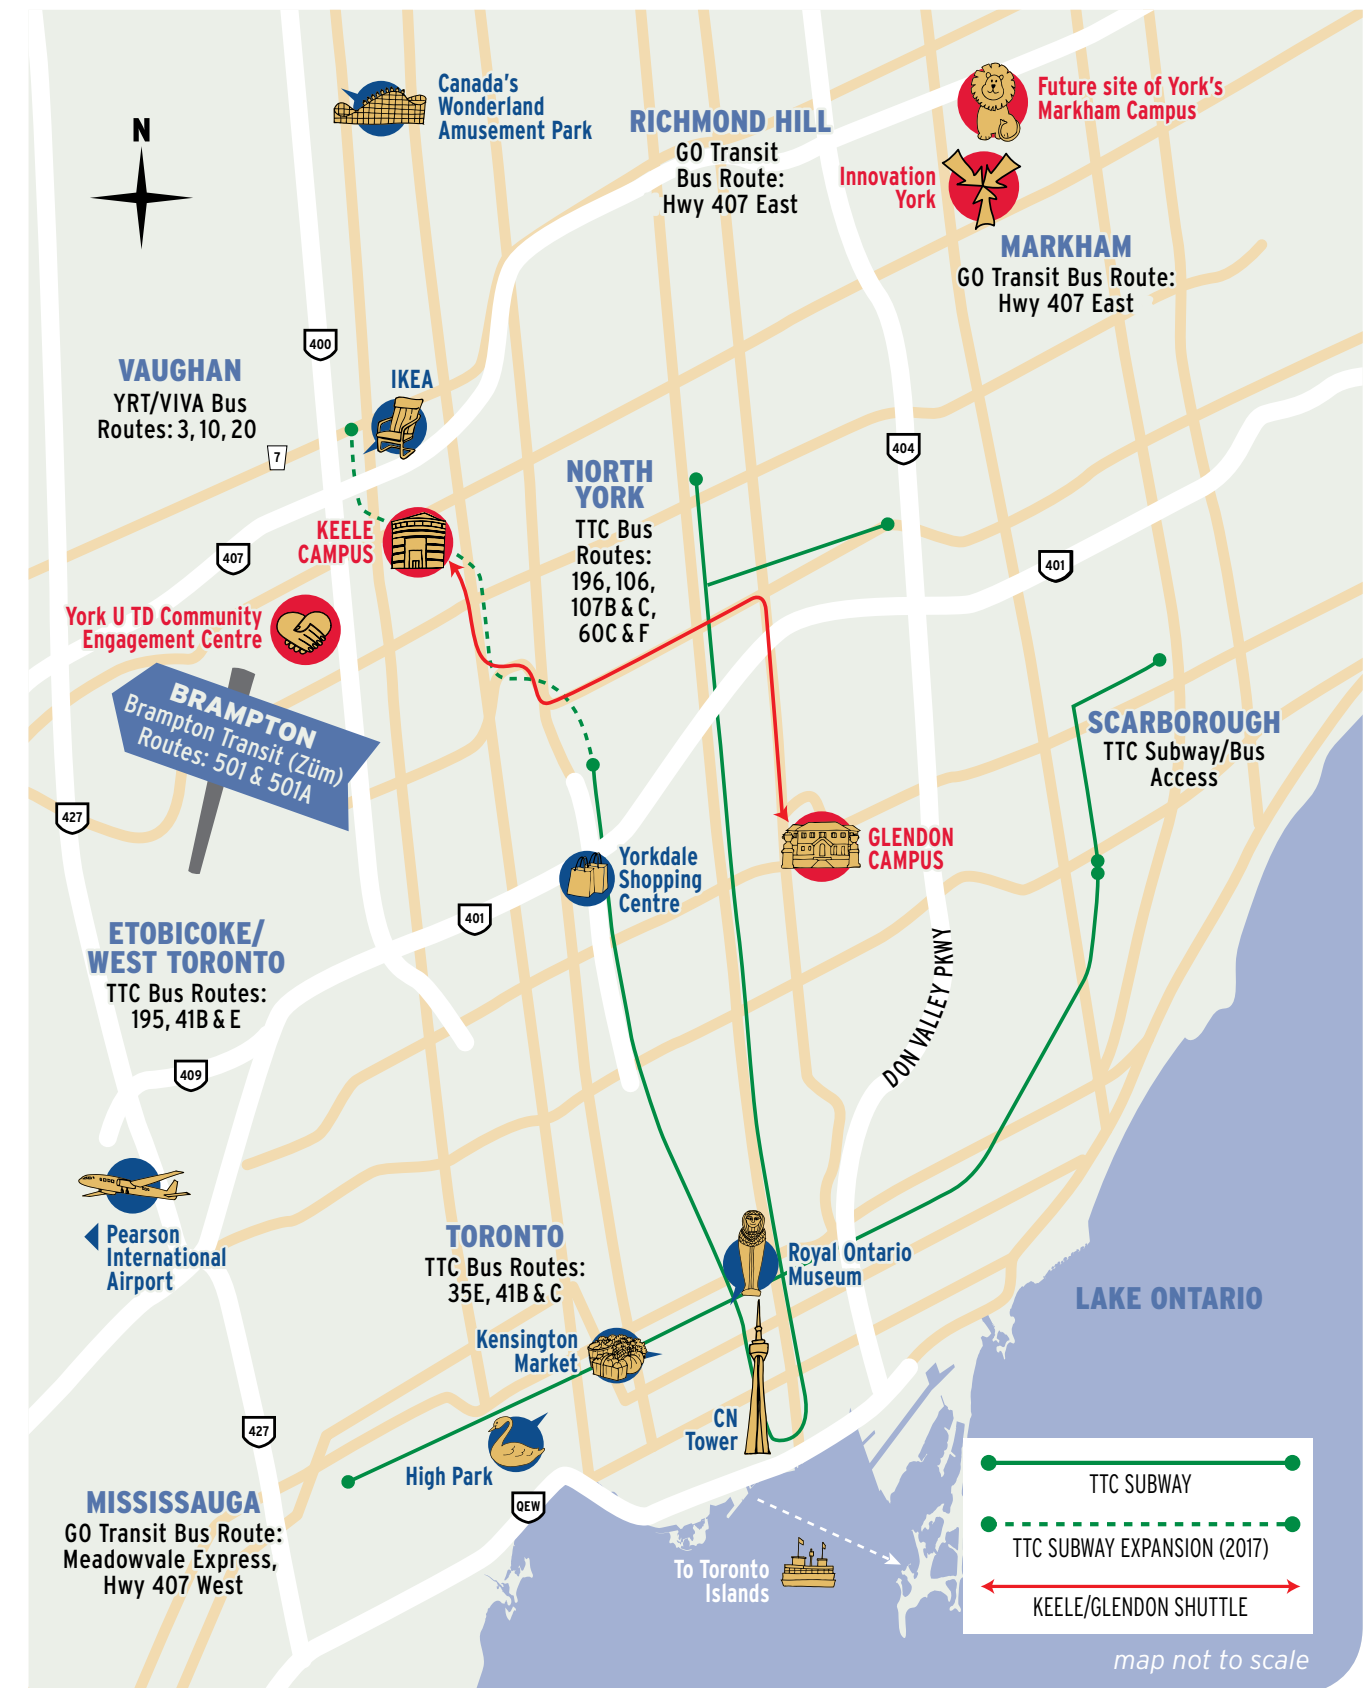 Canada's
Wonderland
Amusement Park
N
RICHMOND HILL
GO Transit
Bus Route:
Hwy 407 East
Future site of York's
Markham Campus
Innovation
York
MARKHAM
GO Transit Bus Route:
Hwy 407 East
400
VAUGHAN
YRT/VIVA Bus
Routes: 3, 10, 20
IKEA
7
404
NORTH
YORK
TTC Bus
Routes:
196, 106,
107B & C,
60C & F
KEELE
CAMPUS
407
401
York U TD Community
Engagement Centre
BRAMPTON
Brampton Transit (Züm)
Routes: 501 & 501A
SCARBOROUGH
TTC Subway/Bus
Access
427
GLENDON
CAMPUS
Yorkdale
Shopping
Centre
401
ETOBICOKE/
WEST TORONTO
TTC Bus Routes:
195, 41B & E
DON VALLEY PKWY
409
Pearson
International
Airport
TORONTO
TTC Bus Routes:
35E, 41B & C
Royal Ontario
Museum
LAKE ONTARIO
Kensington
Market
CN
Tower
427
High Park
QEW
MISSISSAUGA
GO Transit Bus Route:
Meadowvale Express,
Hwy 407 West
To Toronto
Islands
TTC SUBWAY
TTC SUBWAY EXPANSION (2017)
KEELE/GLENDON SHUTTLE
map not to scale